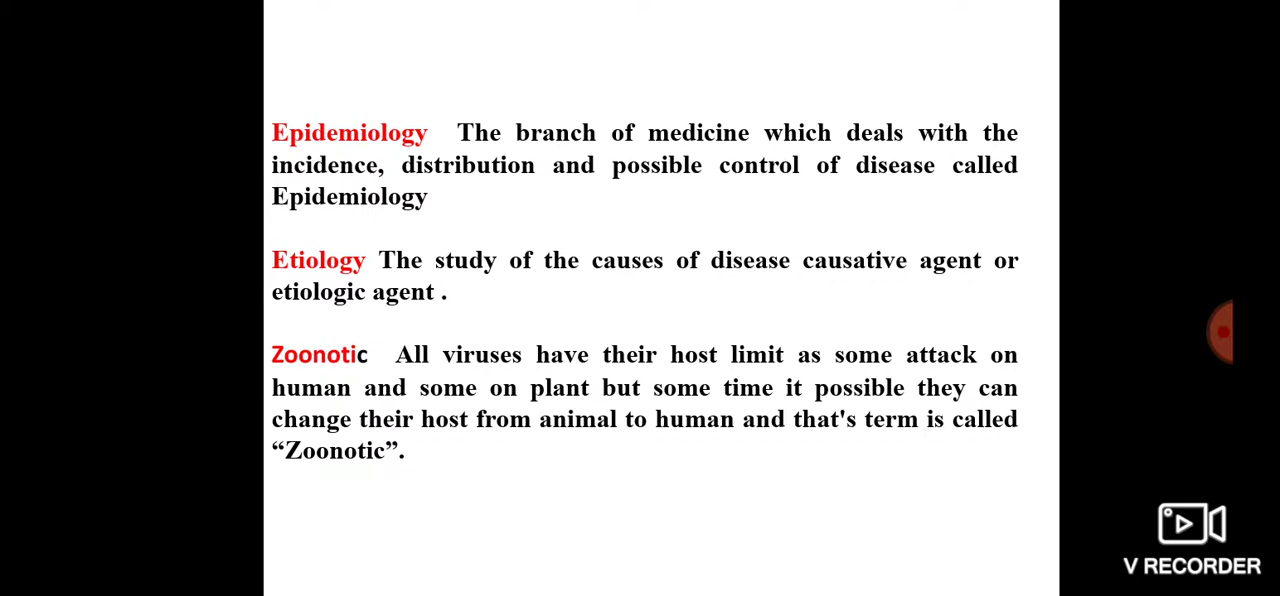 Epidemiology The branch of medicine which deals with the
incidence, distribution and possible control of disease called
Epidemiology
Etiology The study of the causes of disease causative agent or
etiologic agent .
Zoonotic All viruses have their host limit as some attack on
human and some on plant but some time it possible they can
change their host from animal to human and that's term is called
“Zoonotic”.
V RECORDER